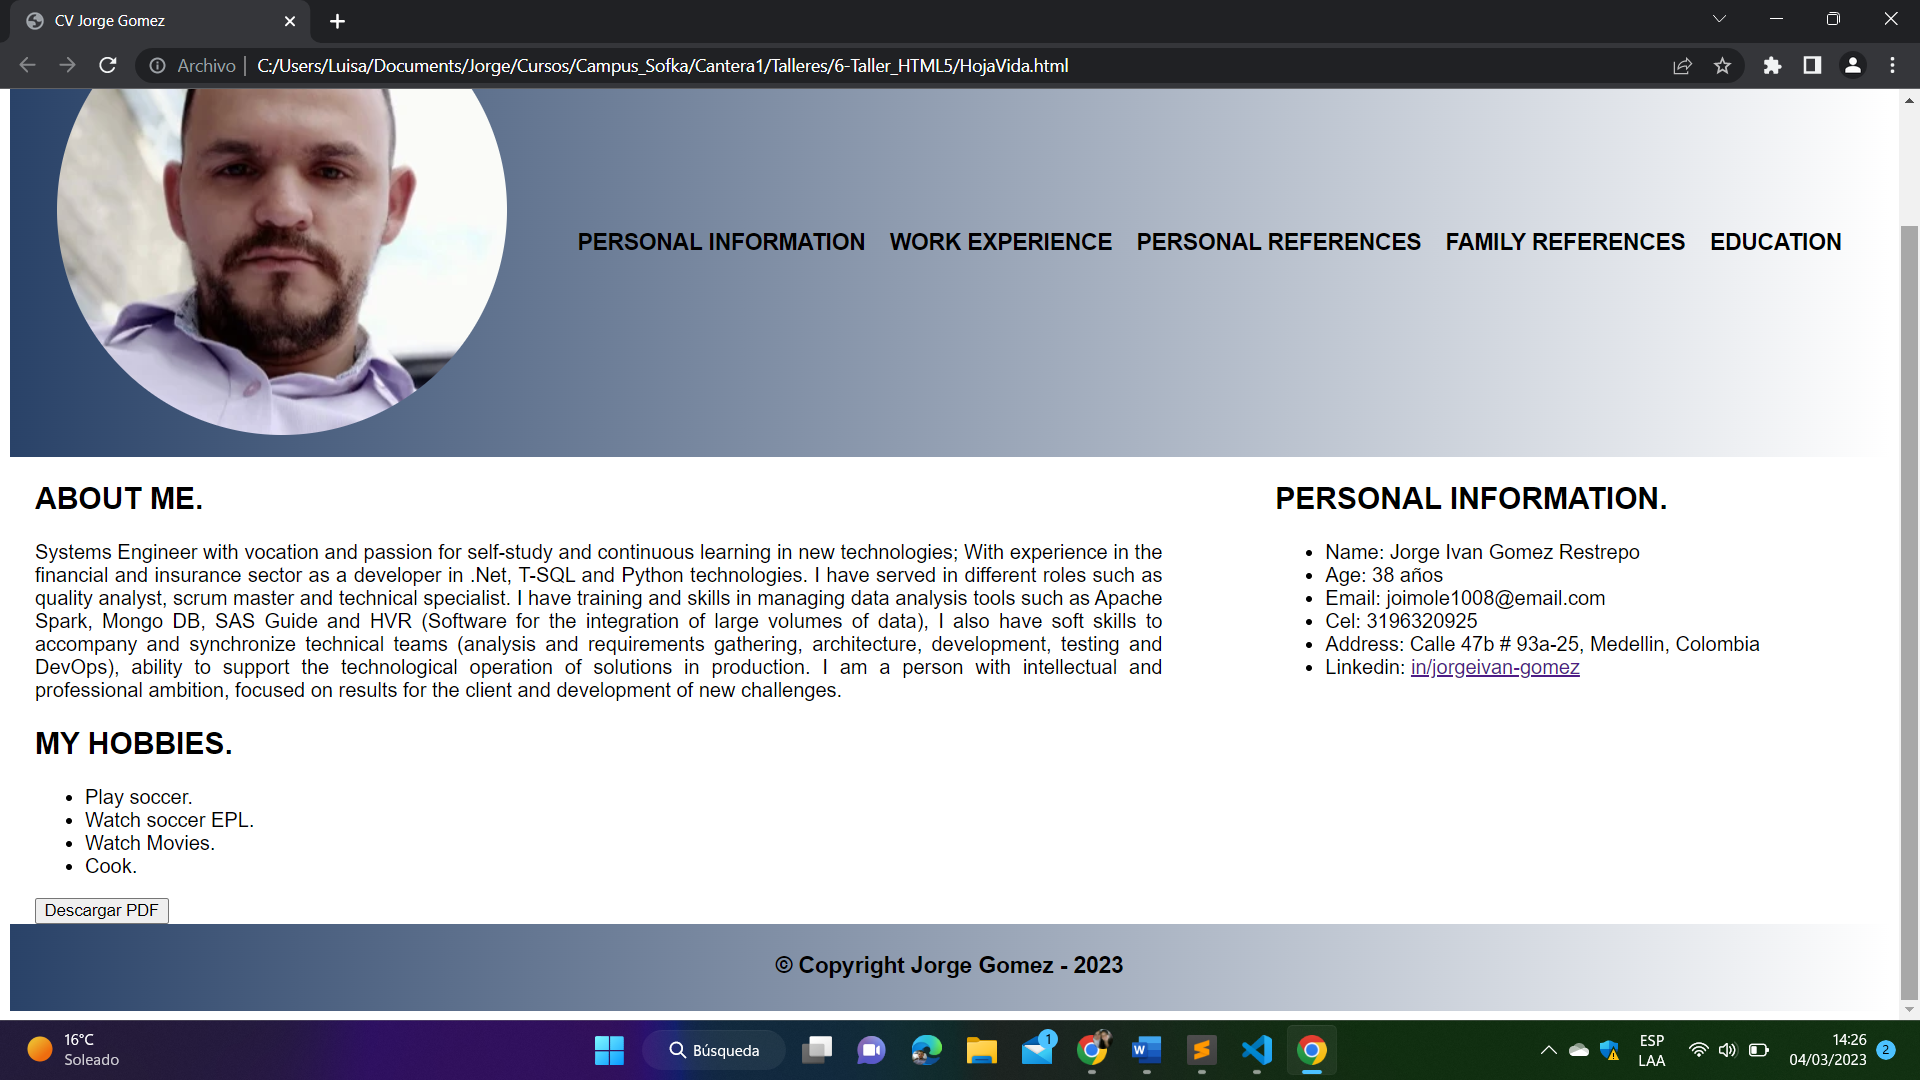 CV Jorge Gomez
Archivo | C:/Users/Luisa/Documents/Jorge/Cursos/Campus_Sofka/Cantera1/Talleres/6-Taller_HTML5/HojaVida.html
PERSONAL INFORMATION WORK EXPERIENCE PERSONAL REFERENCES FAMILY REFERENCES EDUCATION
ABOUT ME.
Systems Engineer with vocation and passion for self-study and continuous learning in new technologies; With experience in the
financial and insurance sector as a developer in .Net, T-SQL and Python technologies. I have served in different roles such as
quality analyst, scrum master and technical specialist. I have training and skills in managing data analysis tools such as Apache
Spark, Mongo DB, SAS Guide and HVR (Software for the integration of large volumes of data), I also have soft skills to
accompany and synchronize technical teams (analysis and requirements gathering, architecture, development, testing and
DevOps), ability to support the technological operation of solutions in production. I am a person with intellectual and
professional ambition, focused on results for the client and development of new challenges.
MY HOBBIES.
• Play soccer.
• Watch soccer EPL.
• Watch Movies.
• Cook.
Descargar PDF
PERSONAL INFORMATION.
• Name: Jorge Ivan Gomez Restrepo
• Age: 38 años
• Email: joimole1008@email.com
• Cel: 3196320925
• Address: Calle 47b # 93a-25, Medellin, Colombia
• Linkedin: in/jorgeivan-gomez
© Copyright Jorge Gomez - 2023
16°C
Soleado
Búsqueda
1
W
ESP
LAA
14:26
04/03/2023
2